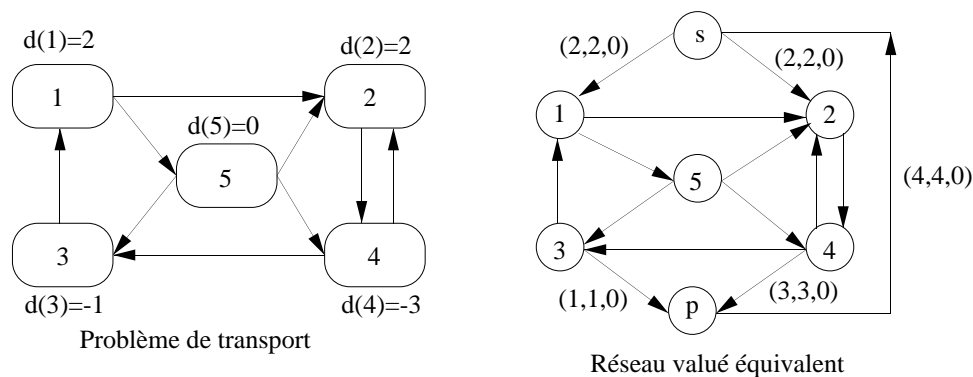 d(1)=2
d(2)=2
1
2
d(5)=0
5
3
4
d(3)=-1
d(4)=-3
Problème de transport
s
(2,2,0)
(2,2,0)
1
2
5
(4,4,0)
3
4
(1,1,0)
(3,3,0)
p
Réseau valué équivalent